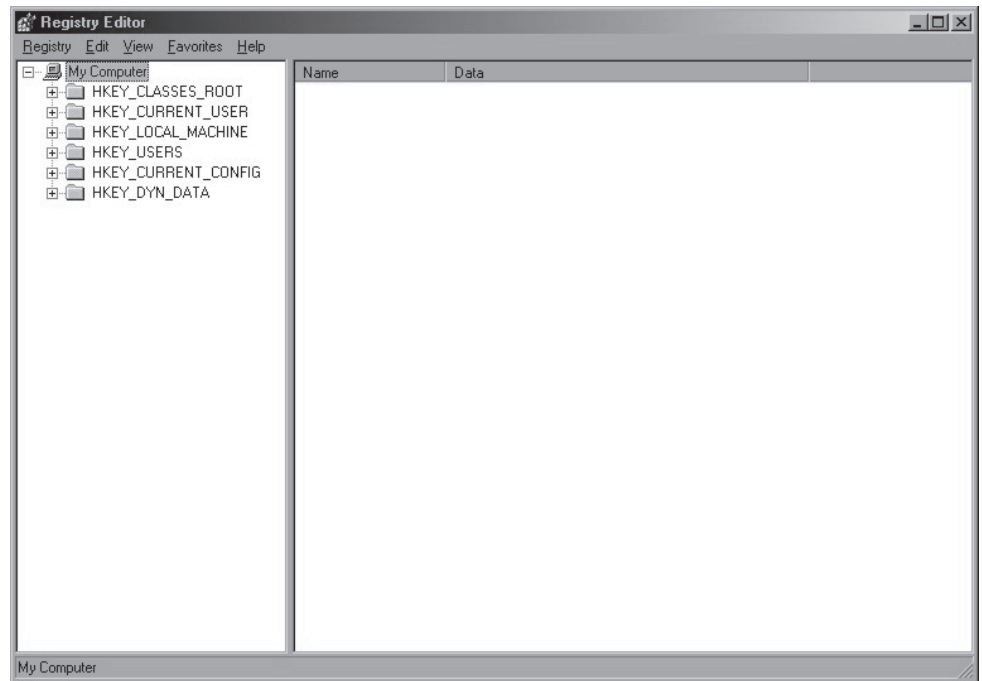 Registry Editor
Registry Edit View Favorites Help
My Computer
HKEY_CLASSES_ROOT
HKEY_CURRENT_USER
HKEY_LOCAL_MACHINE
HKEY_USERS
HKEY_CURRENT_CONFIG
HKEY_DYN_DATA
Name Data
My Computer